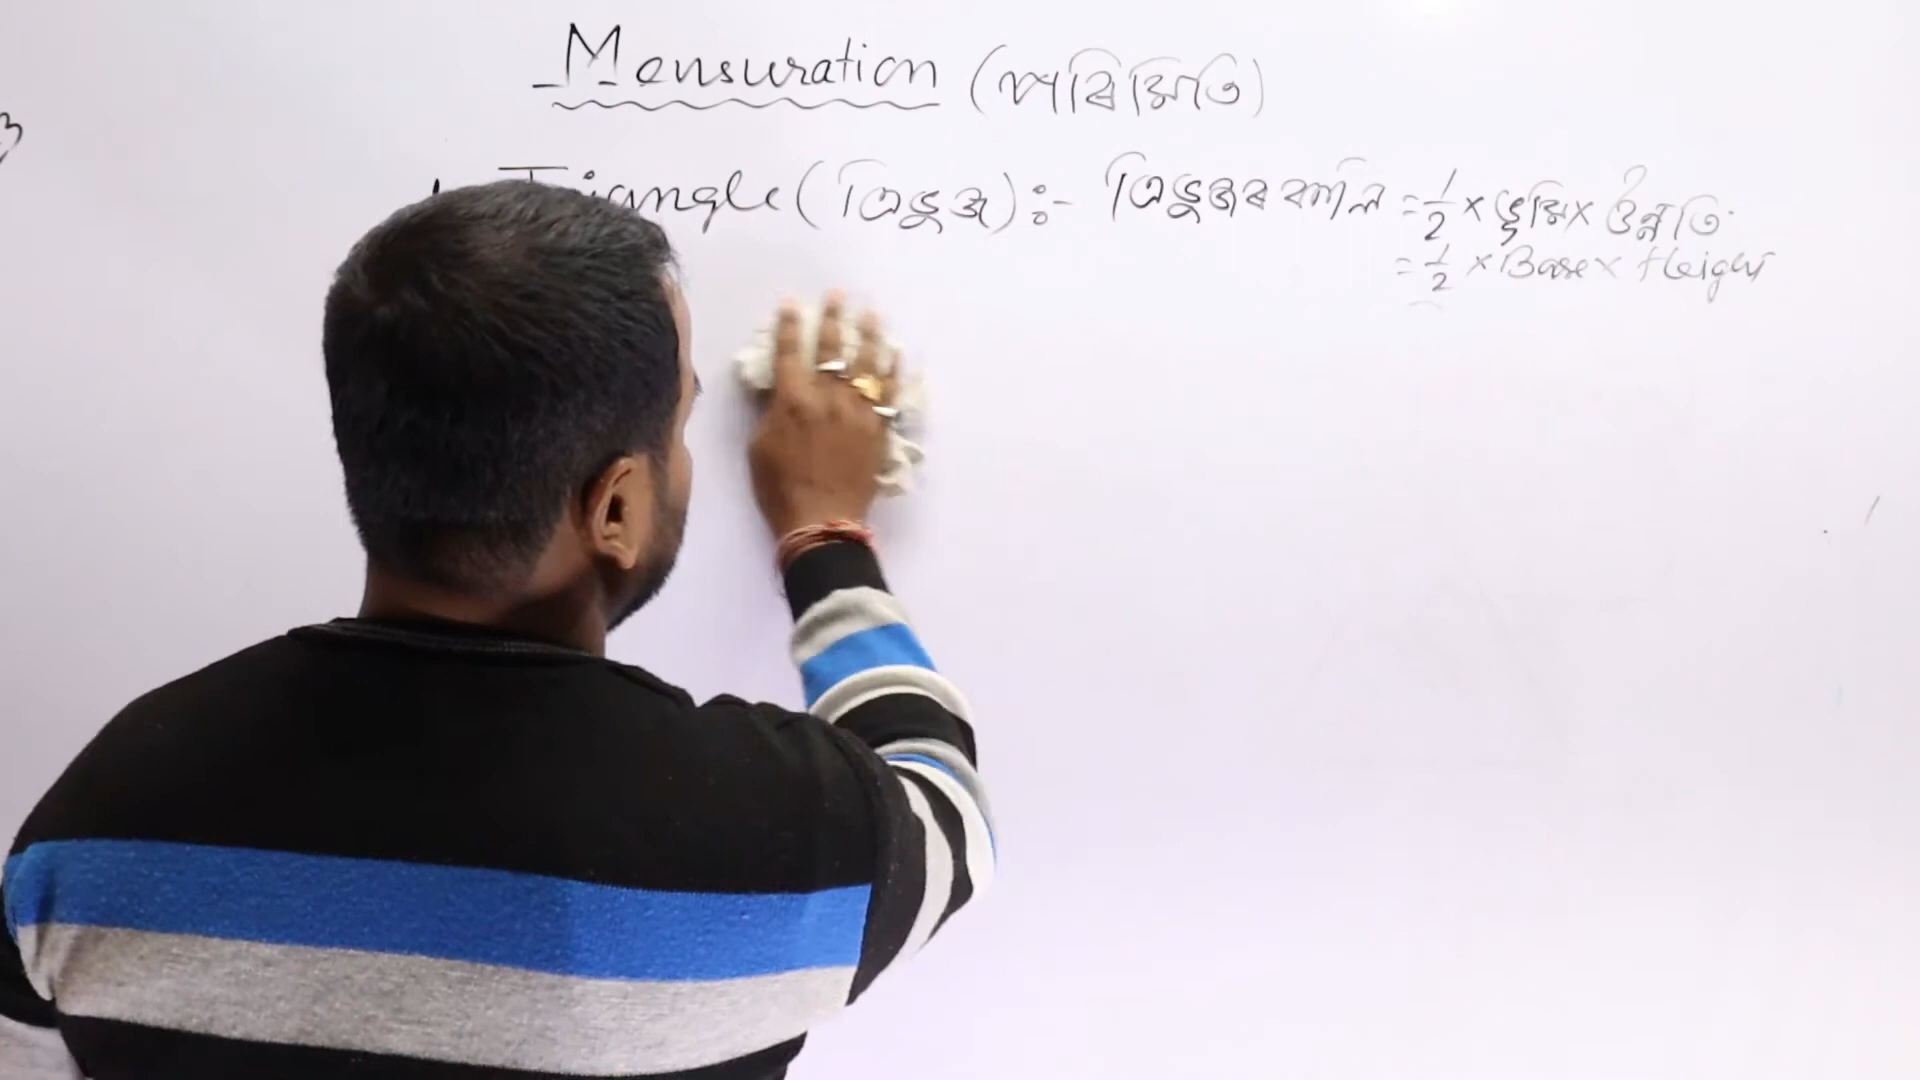 Mensuration (পৰিমিতি)
Triangle (ত্ৰিভুজ) :- ত্ৰিভুজৰ কালি = 1/2 × ভূমি × উন্নতি
= 1/2 × Base × Height